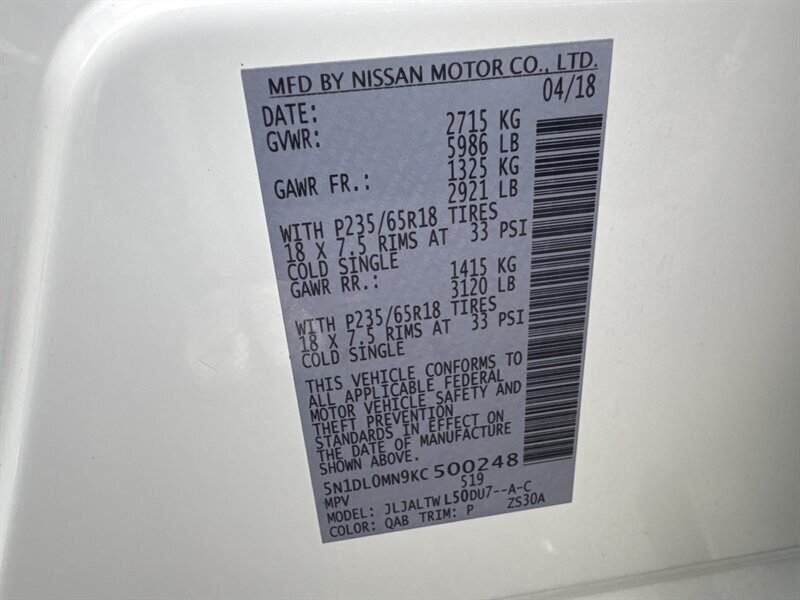 MFD BY NISSAN MOTOR CO., LTD.
DATE: 04/18
GVWR: 2715 KG
5986 LB
GAWR FR.: 1325 KG
2921 LB
WITH P235/65R18 TIRES
18 X 7.5 RIMS AT 33 PSI
COLD SINGLE
GAWR RR.: 1415 KG
3120 LB
WITH P235/65R18 TIRES
18 X 7.5 RIMS AT 33 PSI
COLD SINGLE
THIS VEHICLE CONFORMS TO
ALL APPLICABLE FEDERAL
MOTOR VEHICLE SAFETY AND
THEFT PREVENTION
STANDARDS IN EFFECT ON
THE DATE OF MANUFACTURE
SHOWN ABOVE.
5N1DL0MN9KC500248
MPV 519
MODEL: JLJALTWL50DU7--A-C
COLOR: QAB TRIM: P ZS30A